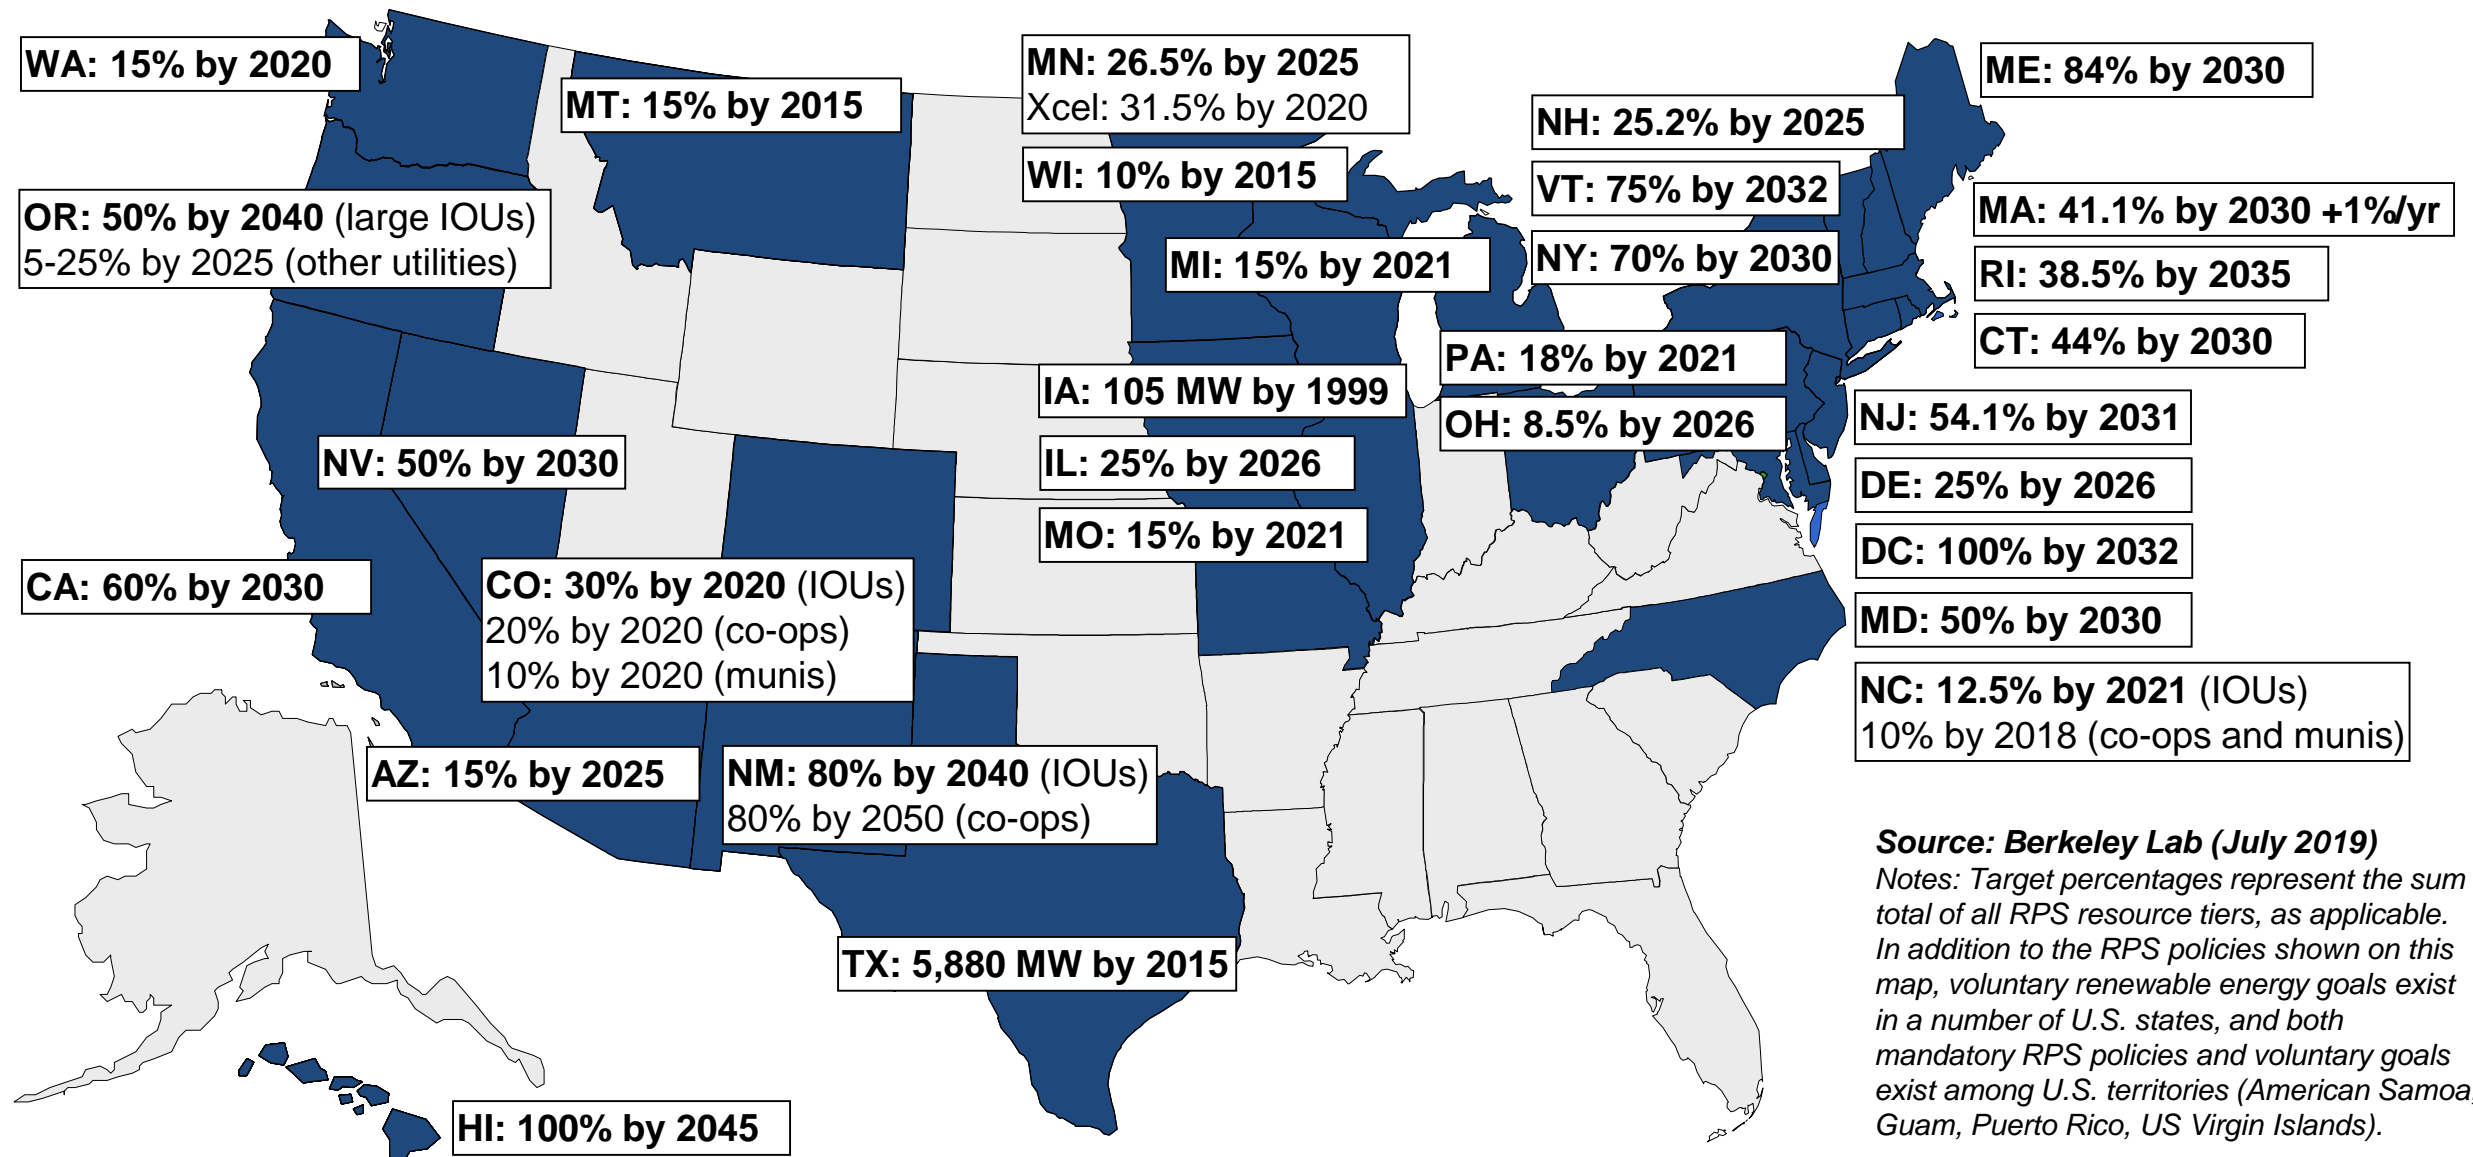 WA: 15% by 2020
MT: 15% by 2015
MN: 26.5% by 2025
Xcel: 31.5% by 2020
ME: 84% by 2030
NH: 25.2% by 2025
WI: 10% by 2015
VT: 75% by 2032
OR: 50% by 2040 (large IOUs)
5-25% by 2025 (other utilities)
MA: 41.1% by 2030 +1%/yr
MI: 15% by 2021
NY: 70% by 2030
RI: 38.5% by 2035
CT: 44% by 2030
PA: 18% by 2021
IA: 105 MW by 1999
OH: 8.5% by 2026
NJ: 54.1% by 2031
NV: 50% by 2030
IL: 25% by 2026
DE: 25% by 2026
MO: 15% by 2021
DC: 100% by 2032
CA: 60% by 2030
CO: 30% by 2020 (IOUs)
20% by 2020 (co-ops)
10% by 2020 (munis)
MD: 50% by 2030
NC: 12.5% by 2021 (IOUs)
10% by 2018 (co-ops and munis)
AZ: 15% by 2025
NM: 80% by 2040 (IOUs)
80% by 2050 (co-ops)
TX: 5,880 MW by 2015
HI: 100% by 2045
Source: Berkeley Lab (July 2019)
Notes: Target percentages represent the sum
total of all RPS resource tiers, as applicable.
In addition to the RPS policies shown on this
map, voluntary renewable energy goals exist
in a number of U.S. states, and both
mandatory RPS policies and voluntary goals
exist among U.S. territories (American Samoa,
Guam, Puerto Rico, US Virgin Islands).